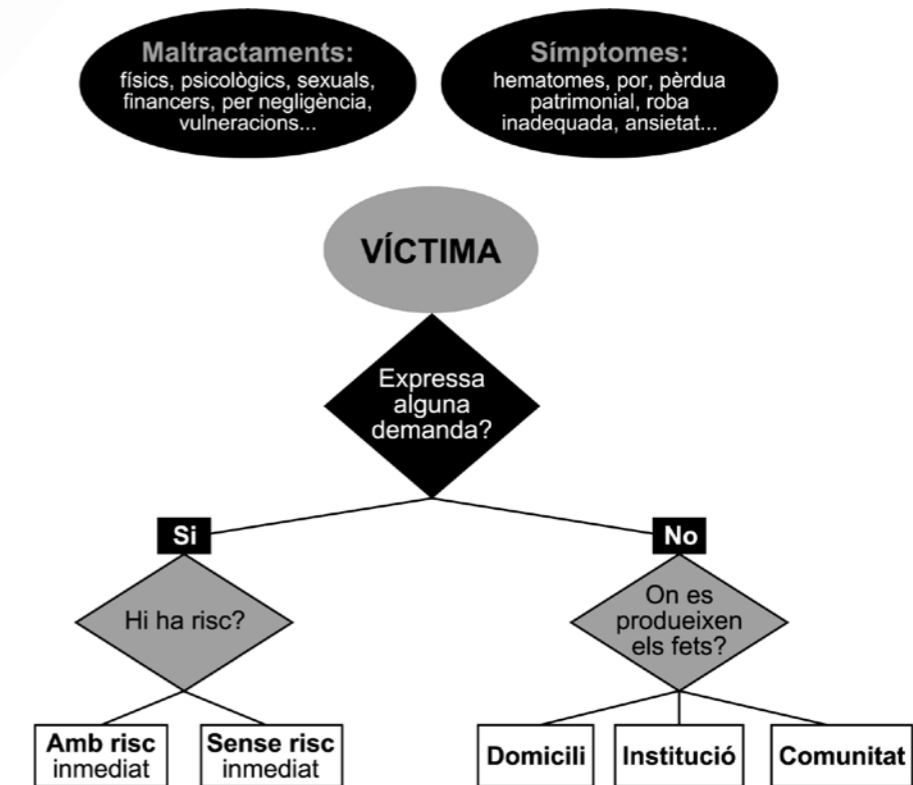 Maltractaments:
físics, psicològics, sexuals,
financers, per negligència,
vulneracions...
Símptomes:
hematomes, por, pèrdua
patrimonial, roba
inadequada, ansietat...
VÍCTIMA
Expressa
alguna
demanda?
Si
No
Hi ha risc?
On es
produeixen
els fets?
Amb risc
inmediat
Sense risc
inmediat
Domicili
Institució
Comunitat